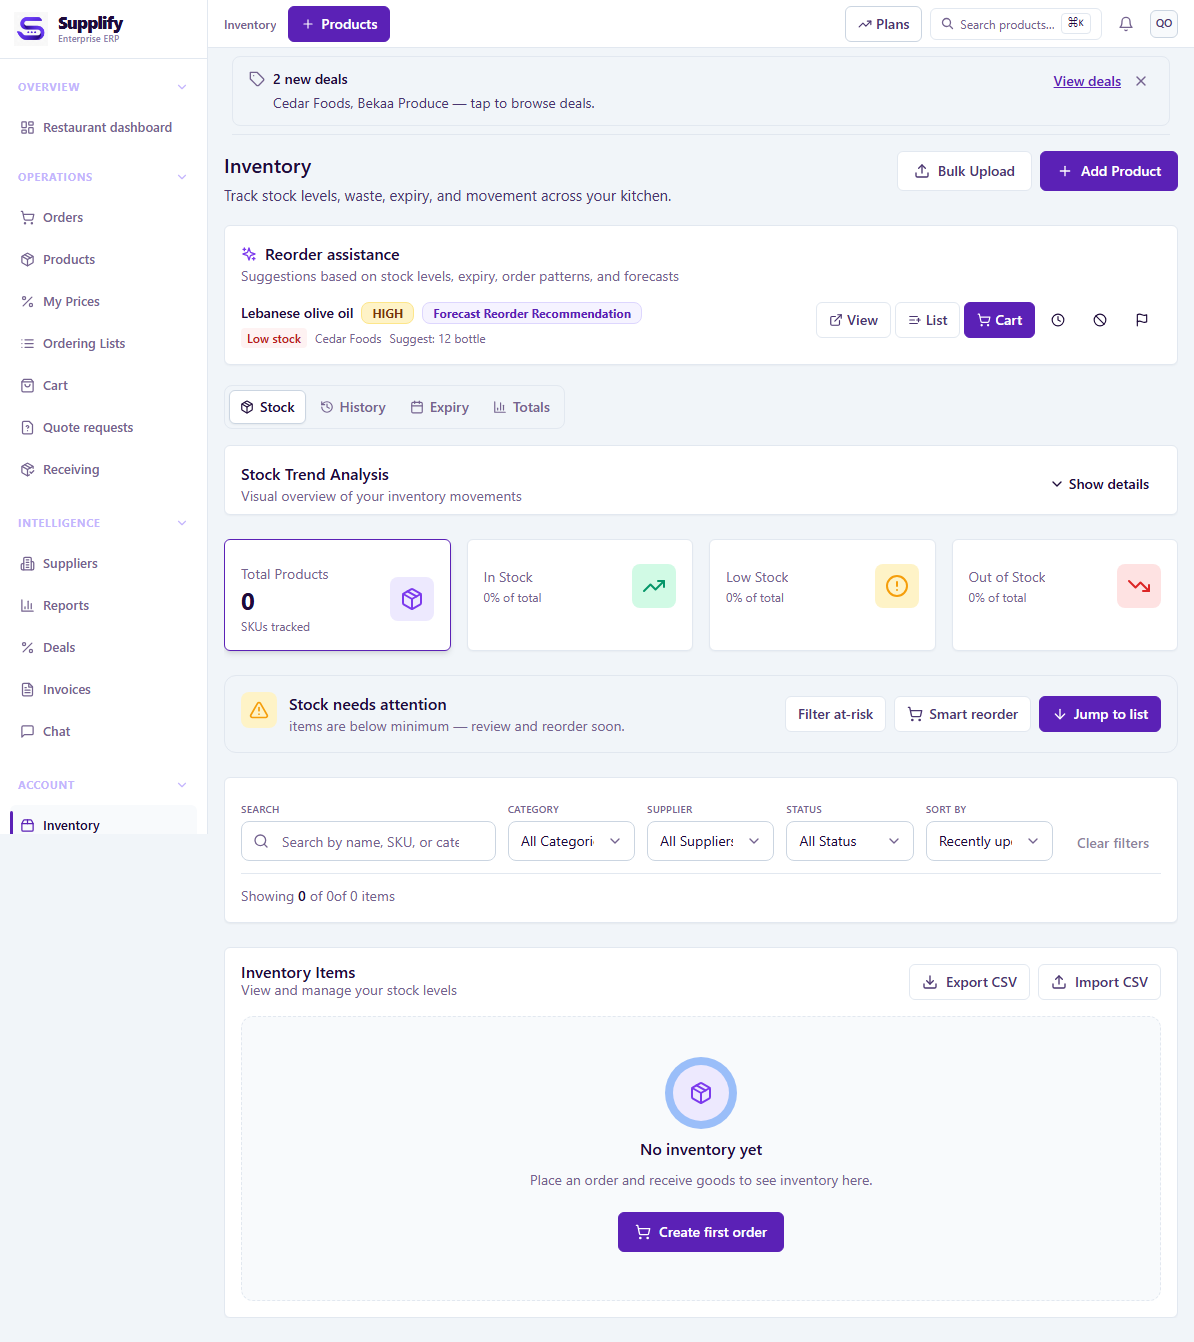 Supplify
Enterprise ERP
Inventory
Products
Plans
Search products...
⌘K
QO
OVERVIEW
Restaurant dashboard
OPERATIONS
Orders
Products
My Prices
Ordering Lists
Cart
Quote requests
Receiving
INTELLIGENCE
Suppliers
Reports
Deals
Invoices
Chat
ACCOUNT
Inventory
2 new deals
Cedar Foods, Bekaa Produce — tap to browse deals.
View deals
Inventory
Track stock levels, waste, expiry, and movement across your kitchen.
Bulk Upload
Add Product
Reorder assistance
Suggestions based on stock levels, expiry, order patterns, and forecasts
Lebanese olive oil HIGH Forecast Reorder Recommendation
Low stock Cedar Foods Suggest: 12 bottle
View
List
Cart
Stock
History
Expiry
Totals
Stock Trend Analysis
Visual overview of your inventory movements
Show details
Total Products
0
SKUs tracked
In Stock
0% of total
Low Stock
0% of total
Out of Stock
0% of total
Stock needs attention
items are below minimum — review and reorder soon.
Filter at-risk
Smart reorder
Jump to list
SEARCH
Search by name, SKU, or cate
CATEGORY
All Categori
SUPPLIER
All Suppliers
STATUS
All Status
SORT BY
Recently up
Clear filters
Showing 0 of 0of 0 items
Inventory Items
View and manage your stock levels
Export CSV
Import CSV
No inventory yet
Place an order and receive goods to see inventory here.
Create first order